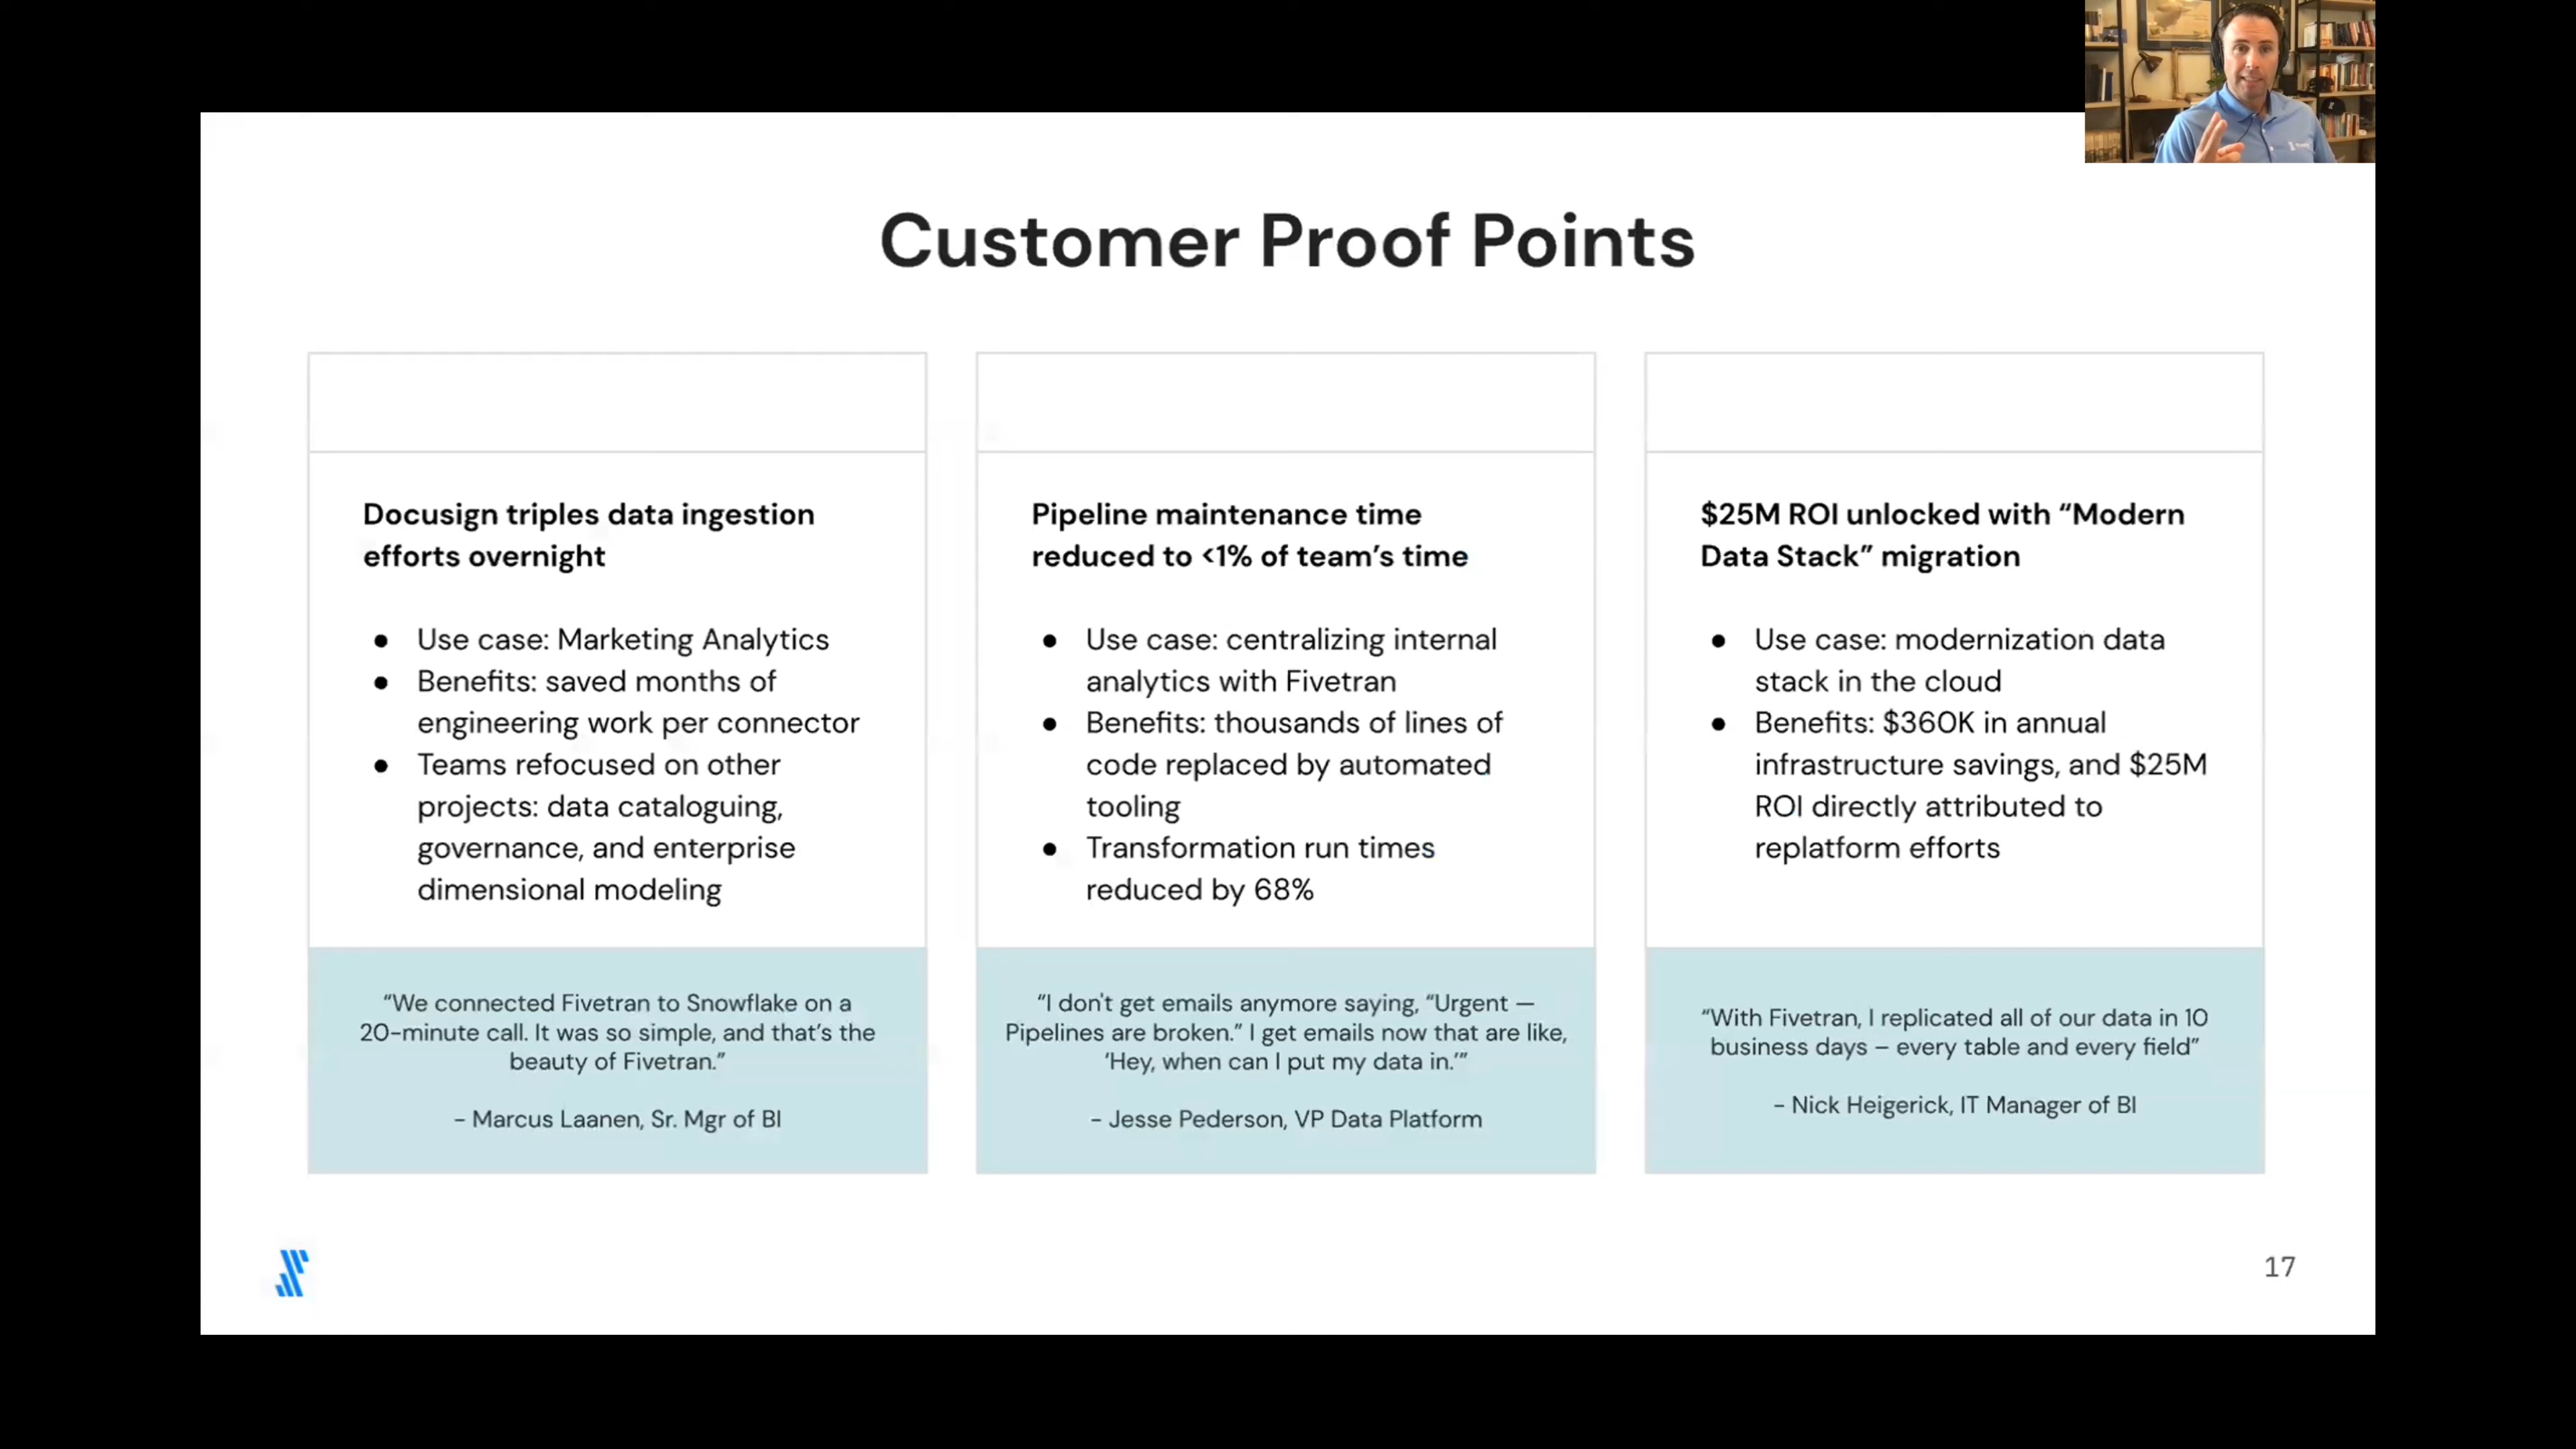 Customer Proof Points
Docusign triples data ingestion
efforts overnight
● Use case: Marketing Analytics
● Benefits: saved months of
engineering work per connector
● Teams refocused on other
projects: data cataloguing,
governance, and enterprise
dimensional modeling
“We connected Fivetran to Snowflake on a
20-minute call. It was so simple, and that’s the
beauty of Fivetran.”
- Marcus Laanen, Sr. Mgr of BI
Pipeline maintenance time
reduced to <1% of team’s time
● Use case: centralizing internal
analytics with Fivetran
● Benefits: thousands of lines of
code replaced by automated
tooling
● Transformation run times
reduced by 68%
“I don't get emails anymore saying, “Urgent —
Pipelines are broken.” I get emails now that are like,
‘Hey, when can I put my data in.’”
- Jesse Pederson, VP Data Platform
$25M ROI unlocked with “Modern
Data Stack” migration
● Use case: modernization data
stack in the cloud
● Benefits: $360K in annual
infrastructure savings, and $25M
ROI directly attributed to
replatform efforts
“With Fivetran, I replicated all of our data in 10
business days – every table and every field”
- Nick Heigerick, IT Manager of BI
17